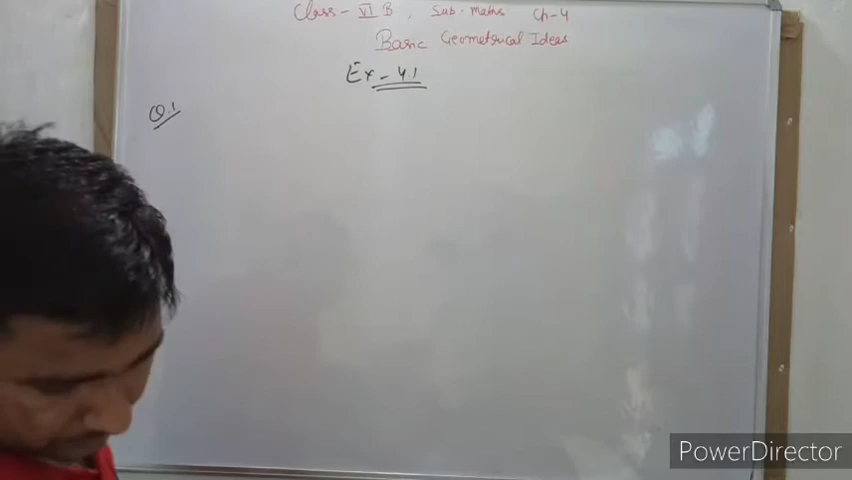 Class - VI B, Sub - Maths Ch-4
Basic Geometrical Ideas
Ex - 4.1
Q.1
PowerDirector